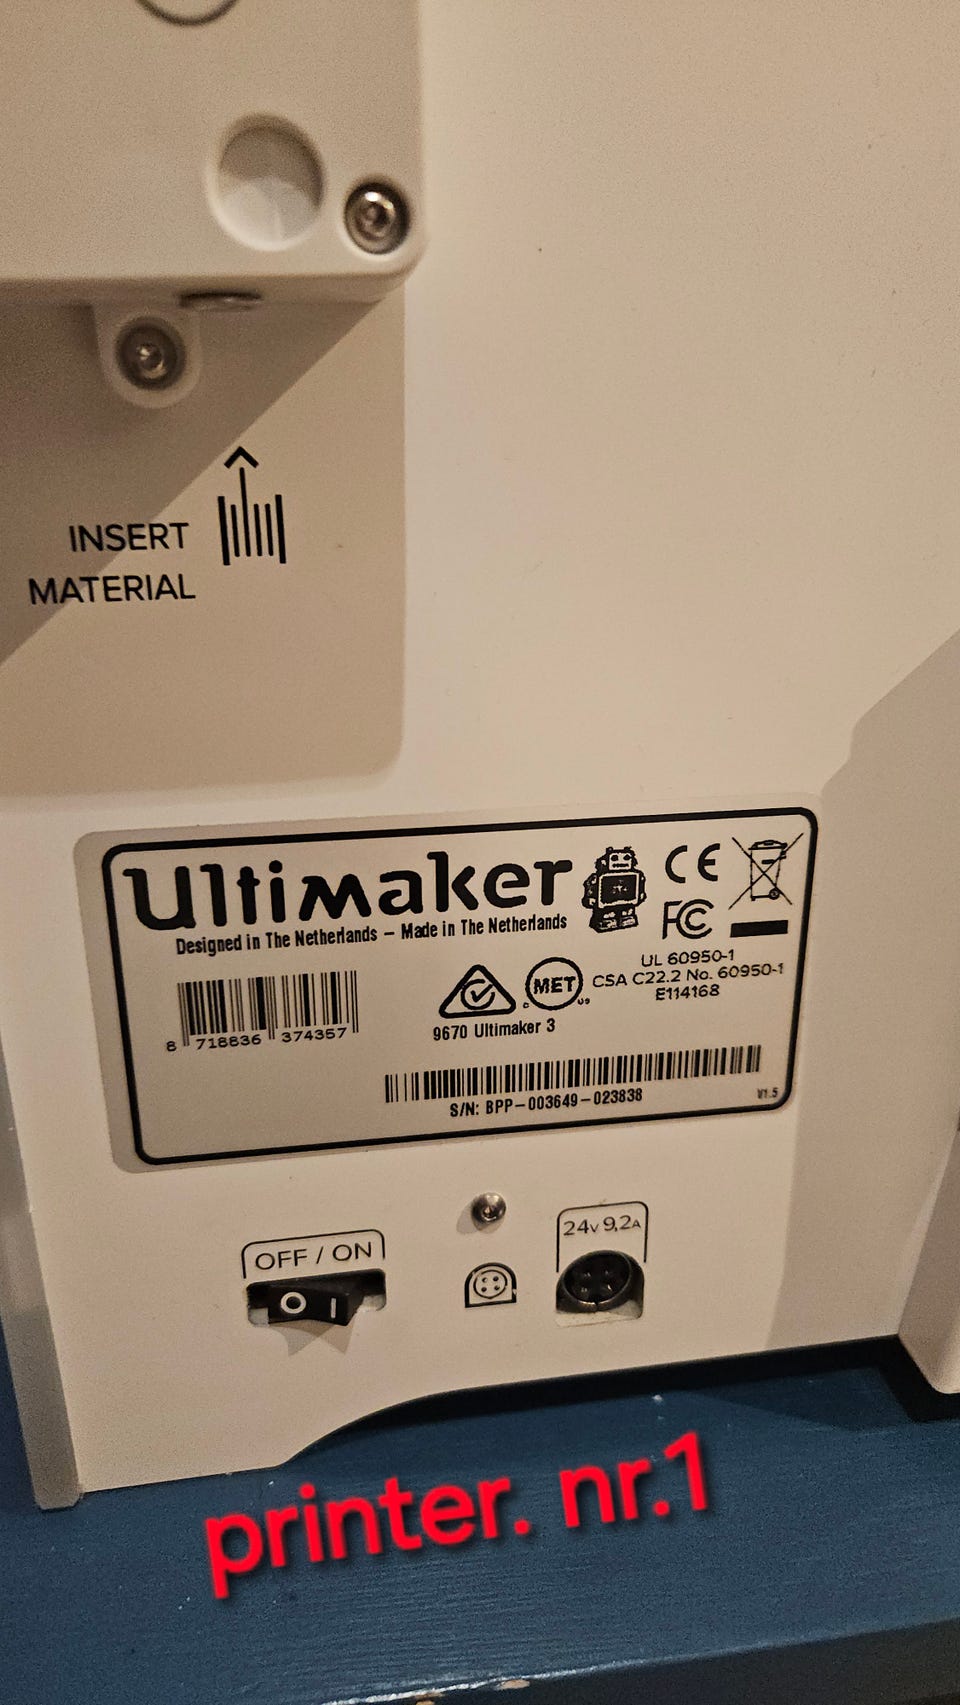 INSERT
MATERIAL
Ultimaker
Designed in The Netherlands – Made in The Netherlands
CE
FC
UL 60950-1
CSA C22.2 No. 60950-1
E114168
c MET us
9670 Ultimaker 3
8 718836 374357
S/N: BPP-003649-023838
V1.5
OFF / ON
O I
24V 9,2A
printer. nr.1